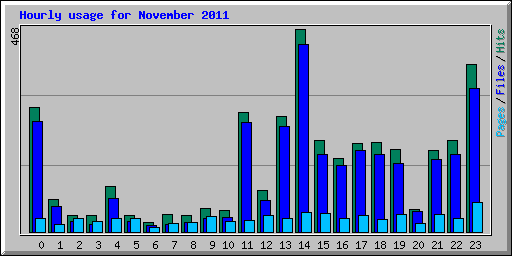 Hourly usage for November 2011
468
Pages / Files / Hits
0 1 2 3 4 5 6 7 8 9 10 11 12 13 14 15 16 17 18 19 20 21 22 23